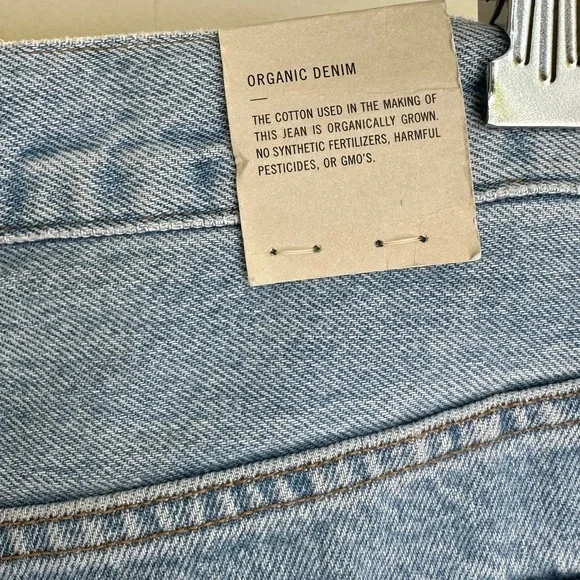 ORGANIC DENIM
—
THE COTTON USED IN THE MAKING OF
THIS JEAN IS ORGANICALLY GROWN.
NO SYNTHETIC FERTILIZERS, HARMFUL
PESTICIDES, OR GMO'S.